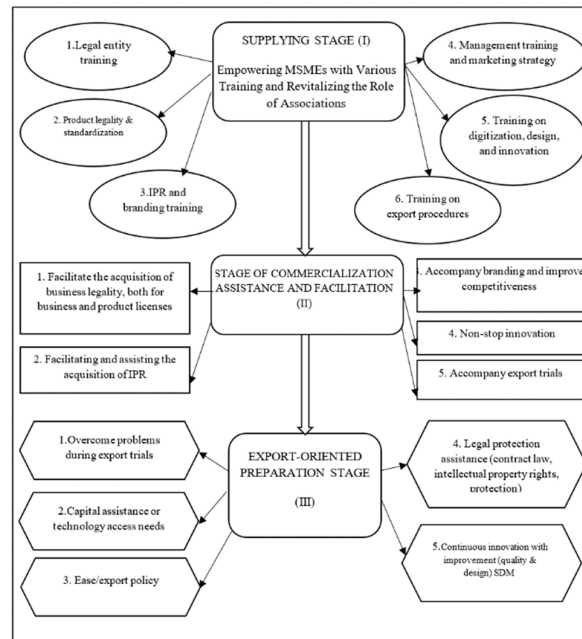 SUPPLYING STAGE (I)
Empowering MSMEs with Various
Training and Revitalizing the Role
of Associations
1.Legal entity
training
2. Product legality &
standardization
3.IPR and
branding training
4. Management training
and marketing strategy
5. Training on
digitization, design,
and innovation
6. Training on
export procedures
STAGE OF COMMERCIALIZATION
ASSISTANCE AND FACILITATION
(II)
1. Facilitate the acquisition of
business legality, both for
business and product licenses
2. Facilitating and assisting the
acquisition of IPR
3. Accompany branding and improve
competitiveness
4. Non-stop innovation
5. Accompany export trials
EXPORT-ORIENTED
PREPARATION STAGE
(III)
1.Overcome problems
during export trials
2.Capital assistance or
technology access needs
3. Ease/export policy
4. Legal protection
assistance (contract law,
intellectual property rights,
protection)
5.Continuous innovation with
improvement (quality &
design) SDM